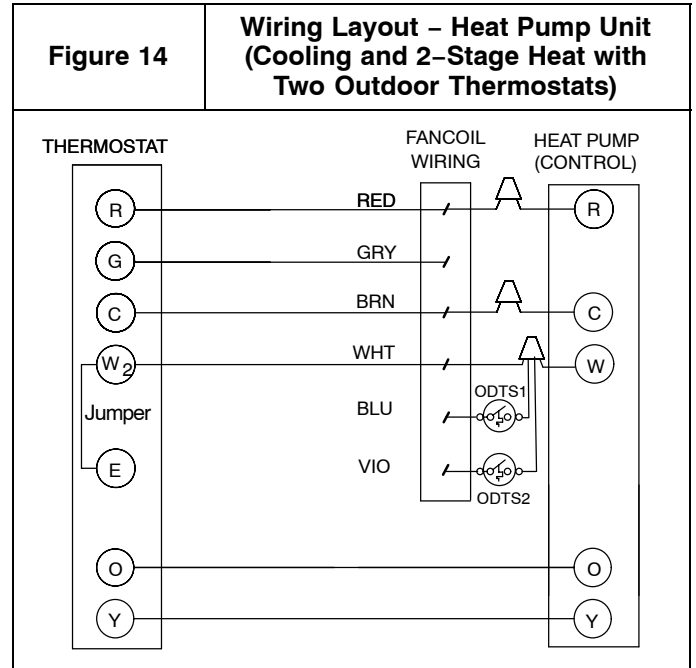 Figure 14
Wiring Layout – Heat Pump Unit
(Cooling and 2–Stage Heat with
Two Outdoor Thermostats)
THERMOSTAT
FANCOIL
WIRING
HEAT PUMP
(CONTROL)
R
RED
R
G
GRY
C
BRN
C
W2
WHT
W
ODTS1
Jumper
BLU
E
VIO
ODTS2
O
O
Y
Y